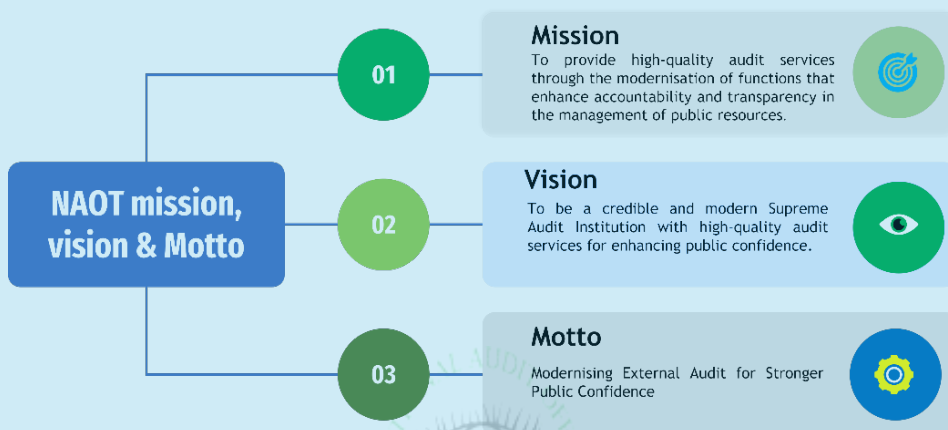 NAOT mission,
vision & Motto
01
Mission
To provide high-quality audit services
through the modernisation of functions that
enhance accountability and transparency in
the management of public resources.
02
Vision
To be a credible and modern Supreme
Audit Institution with high-quality audit
services for enhancing public confidence.
03
Motto
Modernising External Audit for Stronger
Public Confidence